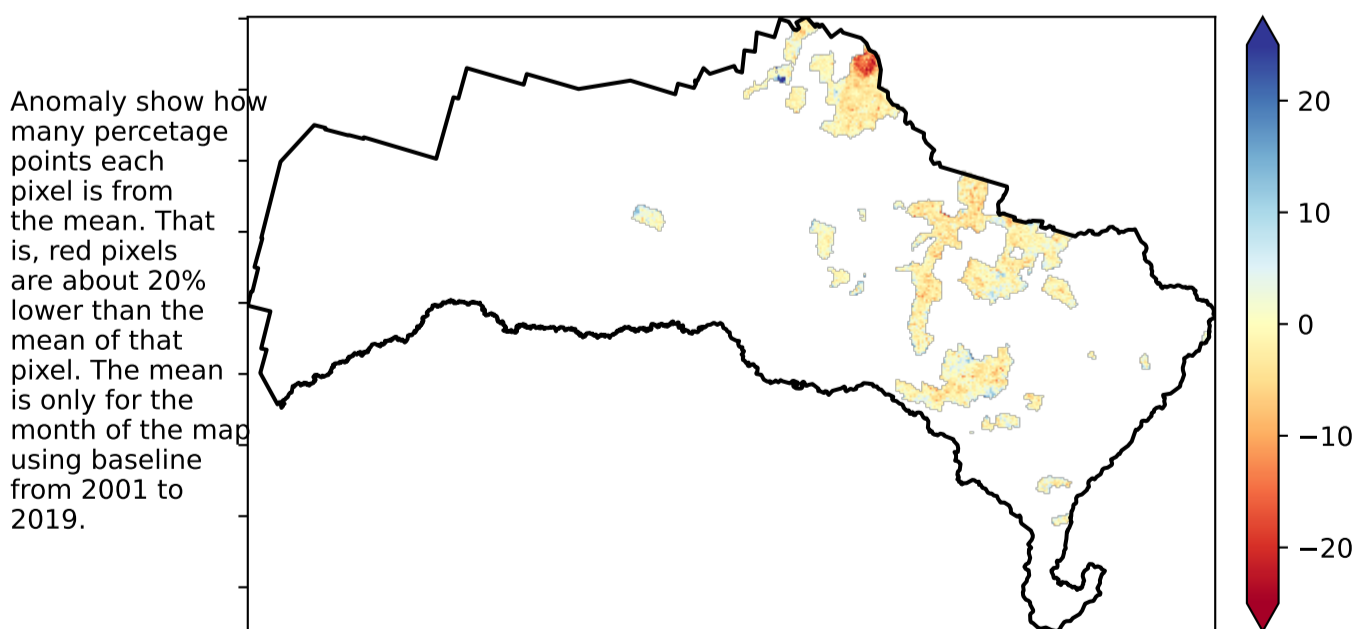 Anomaly show how
many percetage
points each
pixel is from
the mean. That
is, red pixels
are about 20%
lower than the
mean of that
pixel. The mean
is only for the
month of the map
using baseline
from 2001 to
2019.
20
10
0
−10
−20